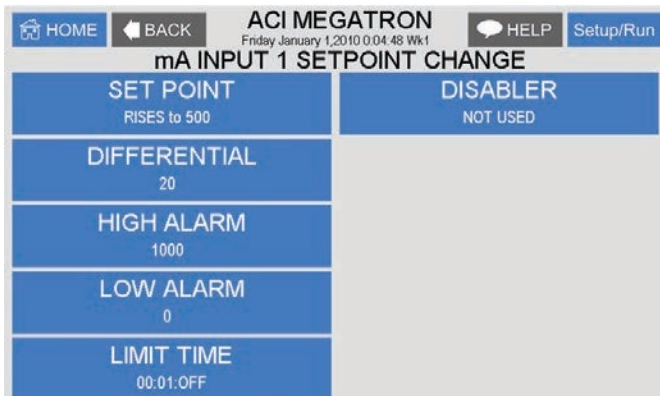 HOME
BACK
ACI MEGATRON
Friday January 1,2010 0:04:48 Wk1
HELP
Setup/Run
mA INPUT 1 SETPOINT CHANGE
SET POINT
RISES to 500
DISABLER
NOT USED
DIFFERENTIAL
20
HIGH ALARM
1000
LOW ALARM
0
LIMIT TIME
00:01:OFF